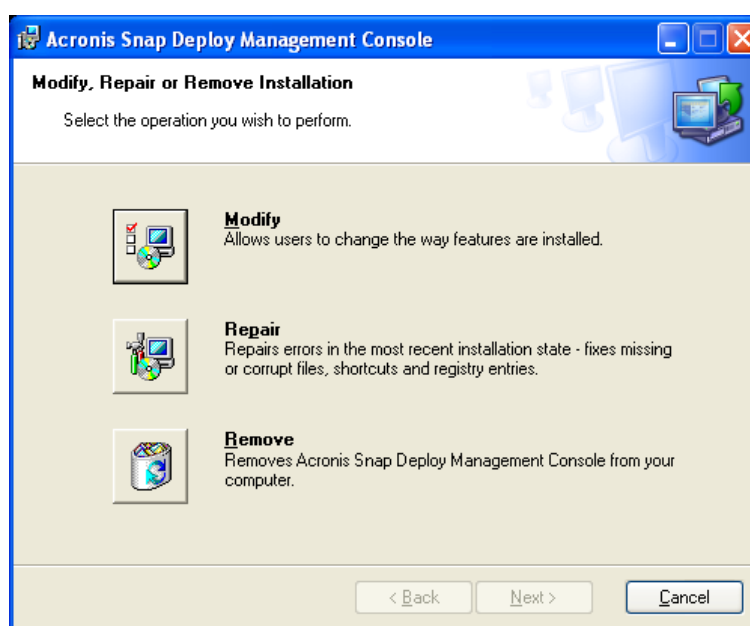 Acronis Snap Deploy Management Console
Modify, Repair or Remove Installation
Select the operation you wish to perform.
Modify
Allows users to change the way features are installed.
Repair
Repairs errors in the most recent installation state - fixes missing
or corrupt files, shortcuts and registry entries.
Remove
Removes Acronis Snap Deploy Management Console from your
computer.
< Back
Next >
Cancel